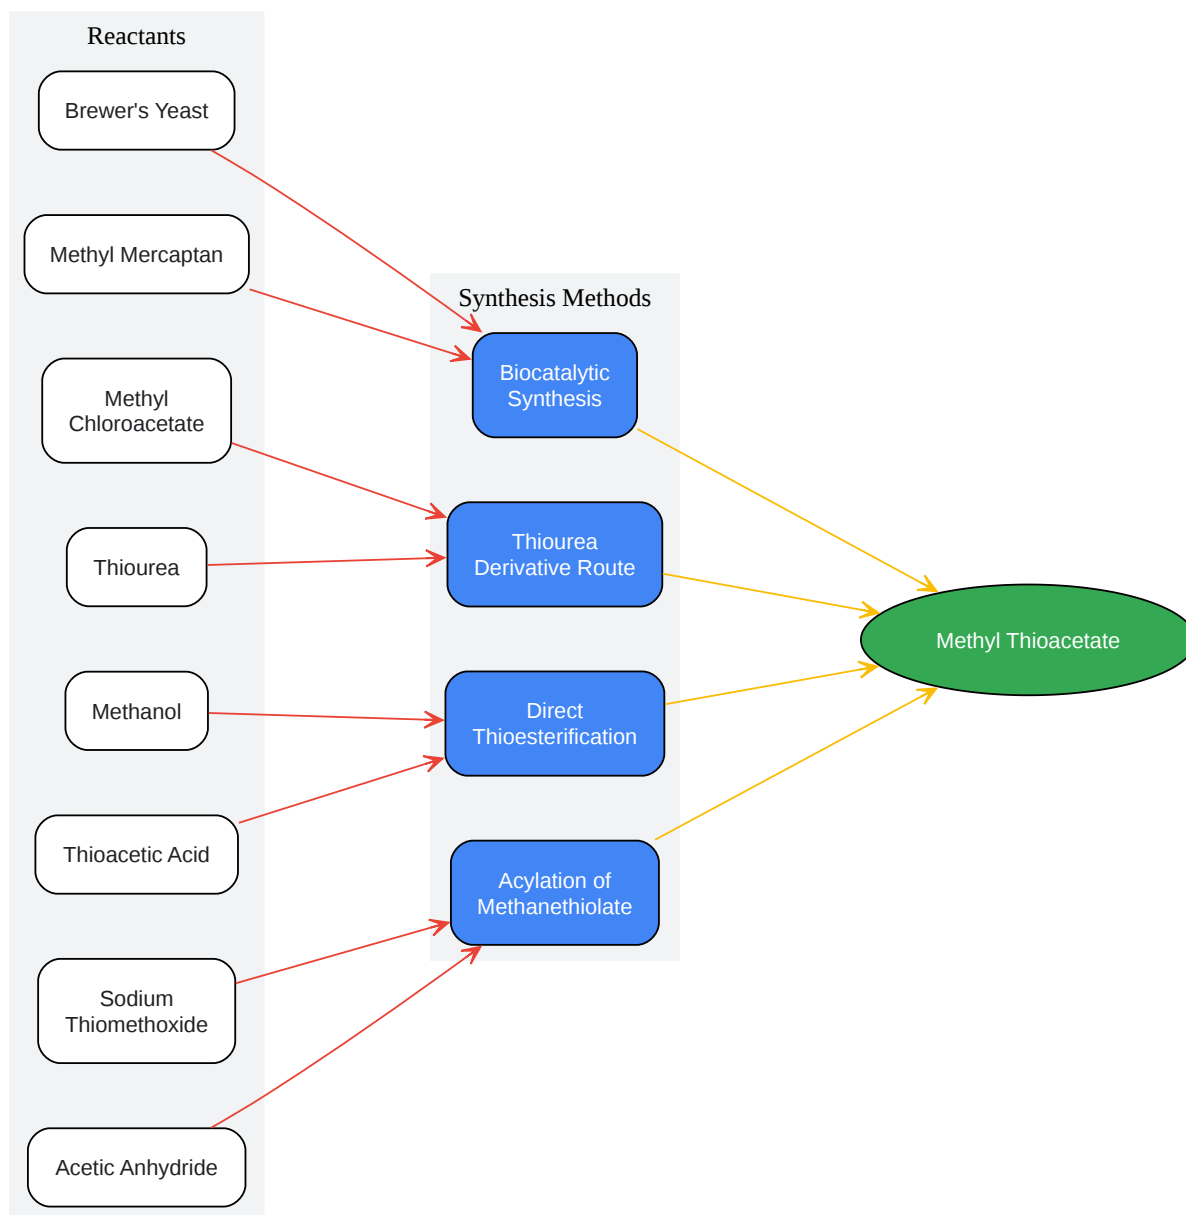 Reactants
Brewer's Yeast
Methyl Mercaptan
Methyl
Chloroacetate
Thiourea
Methanol
Thioacetic Acid
Sodium
Thiomethoxide
Acetic Anhydride
Synthesis Methods
Biocatalytic
Synthesis
Thiourea
Derivative Route
Direct
Thioesterification
Acylation of
Methanethiolate
Methyl Thioacetate